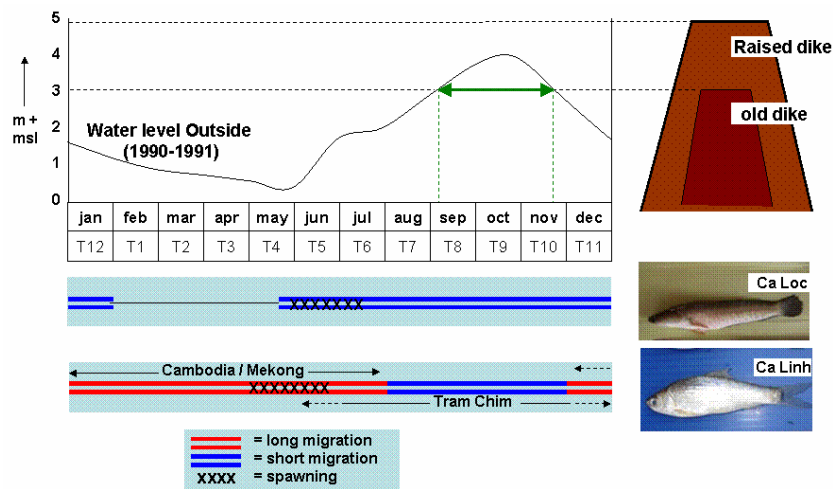 5
4
3
2
1
0
m +
msl
Water level Outside
(1990-1991)
Raised dike
old dike
jan feb mar apr may jun jul aug sep oct nov dec
T12 T1 T2 T3 T4 T5 T6 T7 T8 T9 T10 T11
XXXXXXX
Ca Loc
Cambodia / Mekong
XXXXXXXX
Tram Chim
Ca Linh
= long migration
= short migration
XXXX = spawning